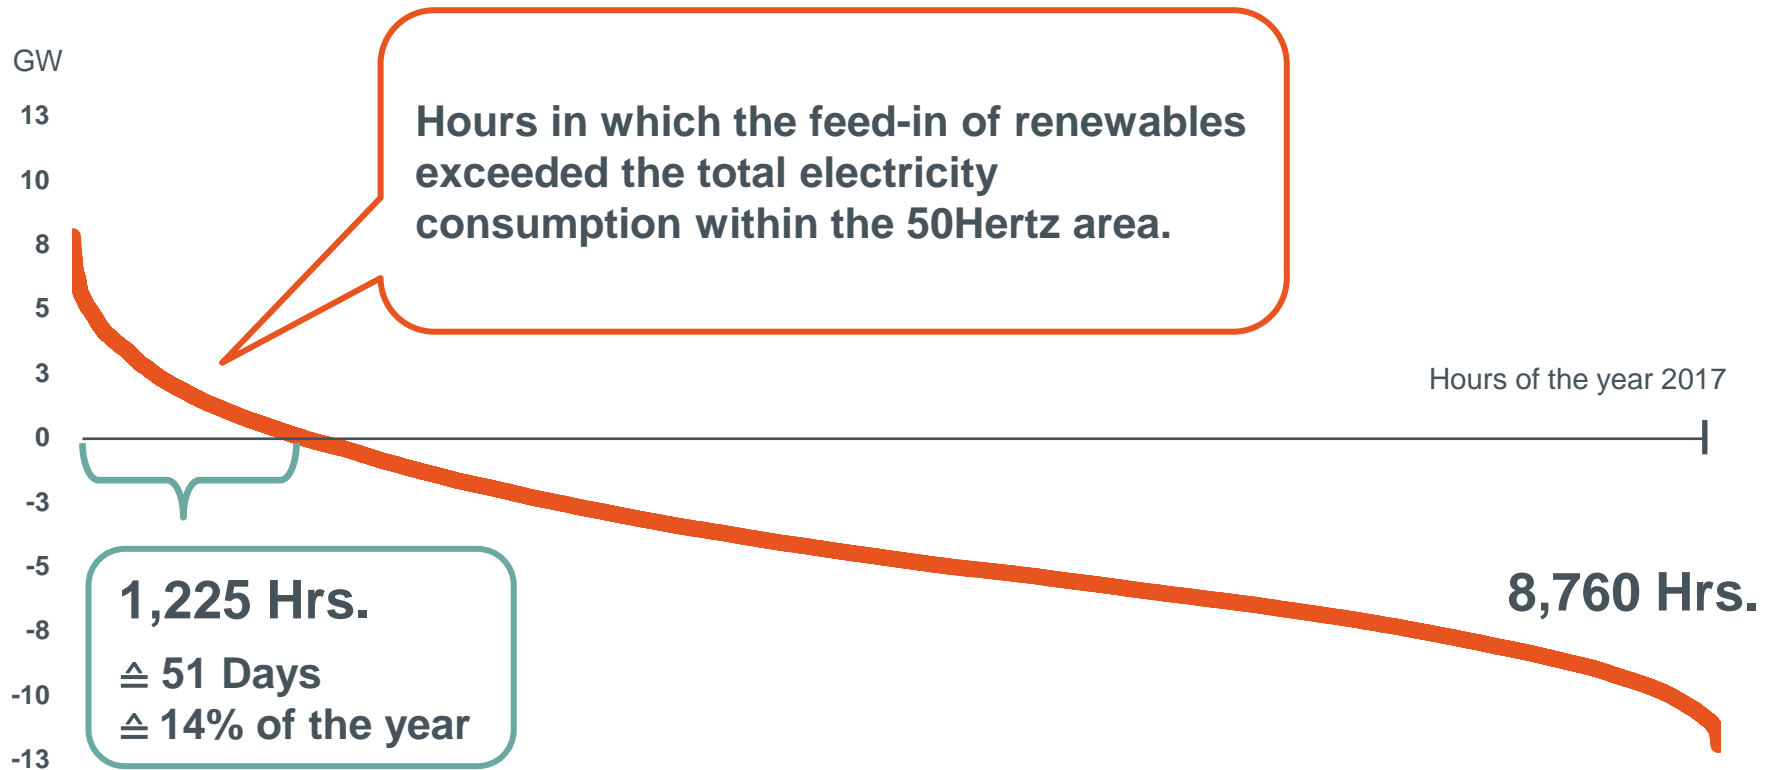 GW
13
10
8
5
3
0
-3
-5
-8
-10
-13
Hours in which the feed-in of renewables
exceeded the total electricity
consumption within the 50Hertz area.
Hours of the year 2017
1,225 Hrs.
≙ 51 Days
≙ 14% of the year
8,760 Hrs.